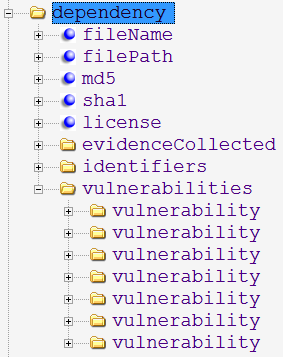 dependency
fileName
filePath
md5
sha1
license
evidenceCollected
identifiers
vulnerabilities
vulnerability
vulnerability
vulnerability
vulnerability
vulnerability
vulnerability
vulnerability